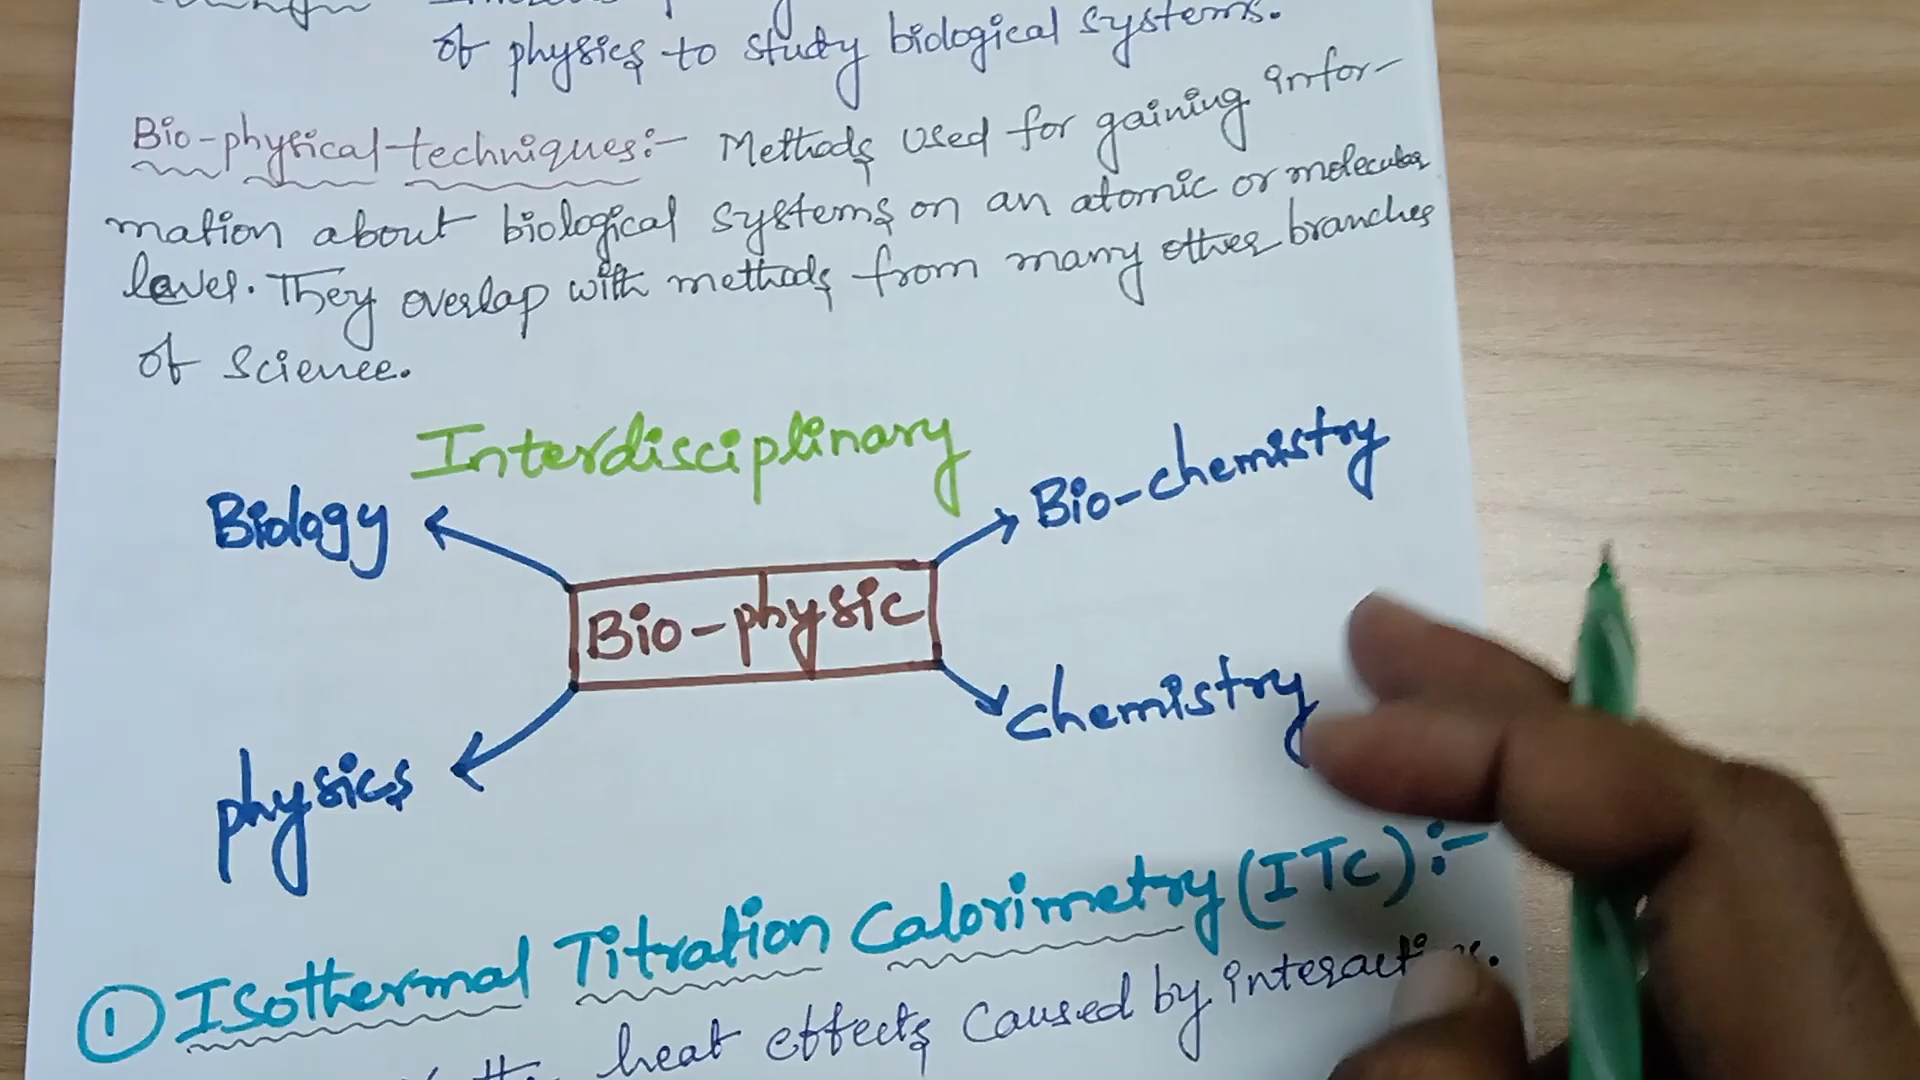 of physics to study biological systems.
Bio-physical-techniques:- Methods used for gaining infor-
mation about biological systems on an atomic or molecular
level. They overlap with methods from many other branches
of science.
Interdisciplinary
Biology
Bio-chemistry
Bio-physic
physics
chemistry
① Isothermal Titration Calorimetry (ITC):-
heat effects caused by